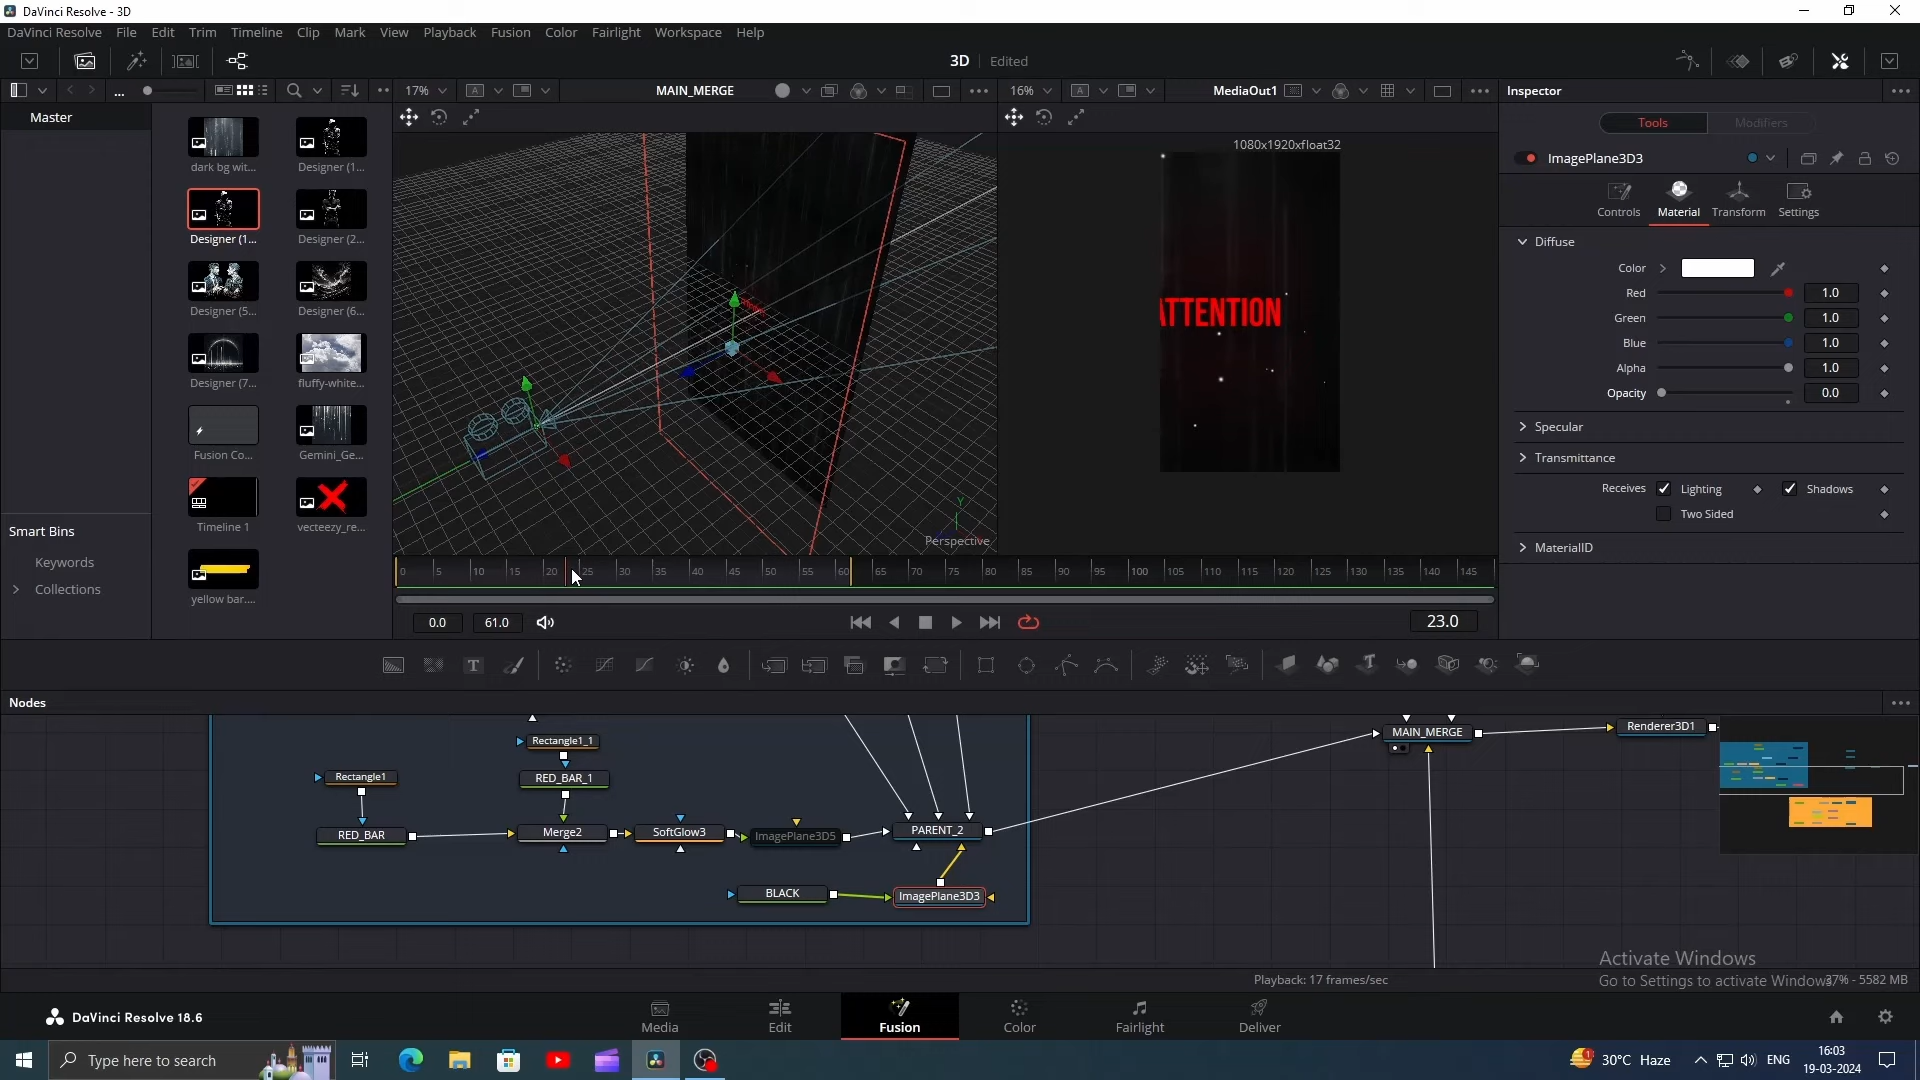 DaVinci Resolve - 3D
DaVinci Resolve File Edit Trim Timeline Clip Mark View Playback Fusion Color Fairlight Workspace Help
3D Edited
... 17% A MAIN_MERGE 16% A MediaOut1 Inspector
Master
Tools Modifiers
1080x1920xfloat32
ImagePlane3D3
dark bg wit... Designer (1...
Controls Material Transform Settings
Designer (1... Designer (2...
Diffuse
Color
Red 1.0
Designer (5... Designer (6...
ATTENTION
Green 1.0
Blue 1.0
Alpha 1.0
Designer (7... fluffy-white...
Opacity 0.0
Specular
Fusion Co... Gemini_Ge...
Transmittance
Receives Lighting Shadows
Two Sided
Timeline 1 vecteezy_re...
Y
Perspective
Smart Bins
MaterialID
Keywords
Collections
yellow bar....
0 5 10 15 20 25 30 35 40 45 50 55 60 65 70 75 80 85 90 95 100 105 110 115 120 125 130 135 140 145
0.0 61.0 23.0
T
T
Nodes
Rectangle1_1
Rectangle1
RED_BAR_1
RED_BAR
Merge2
SoftGlow3
ImagePlane3D5
PARENT_2
BLACK
ImagePlane3D3
MAIN_MERGE
Renderer3D1
Activate Windows
Go to Settings to activate Windows.
Playback: 17 frames/sec
37% - 5582 MB
DaVinci Resolve 18.6
Media Edit Fusion Color Fairlight Deliver
Type here to search
1
30°C Haze
ENG
16:03
19-03-2024